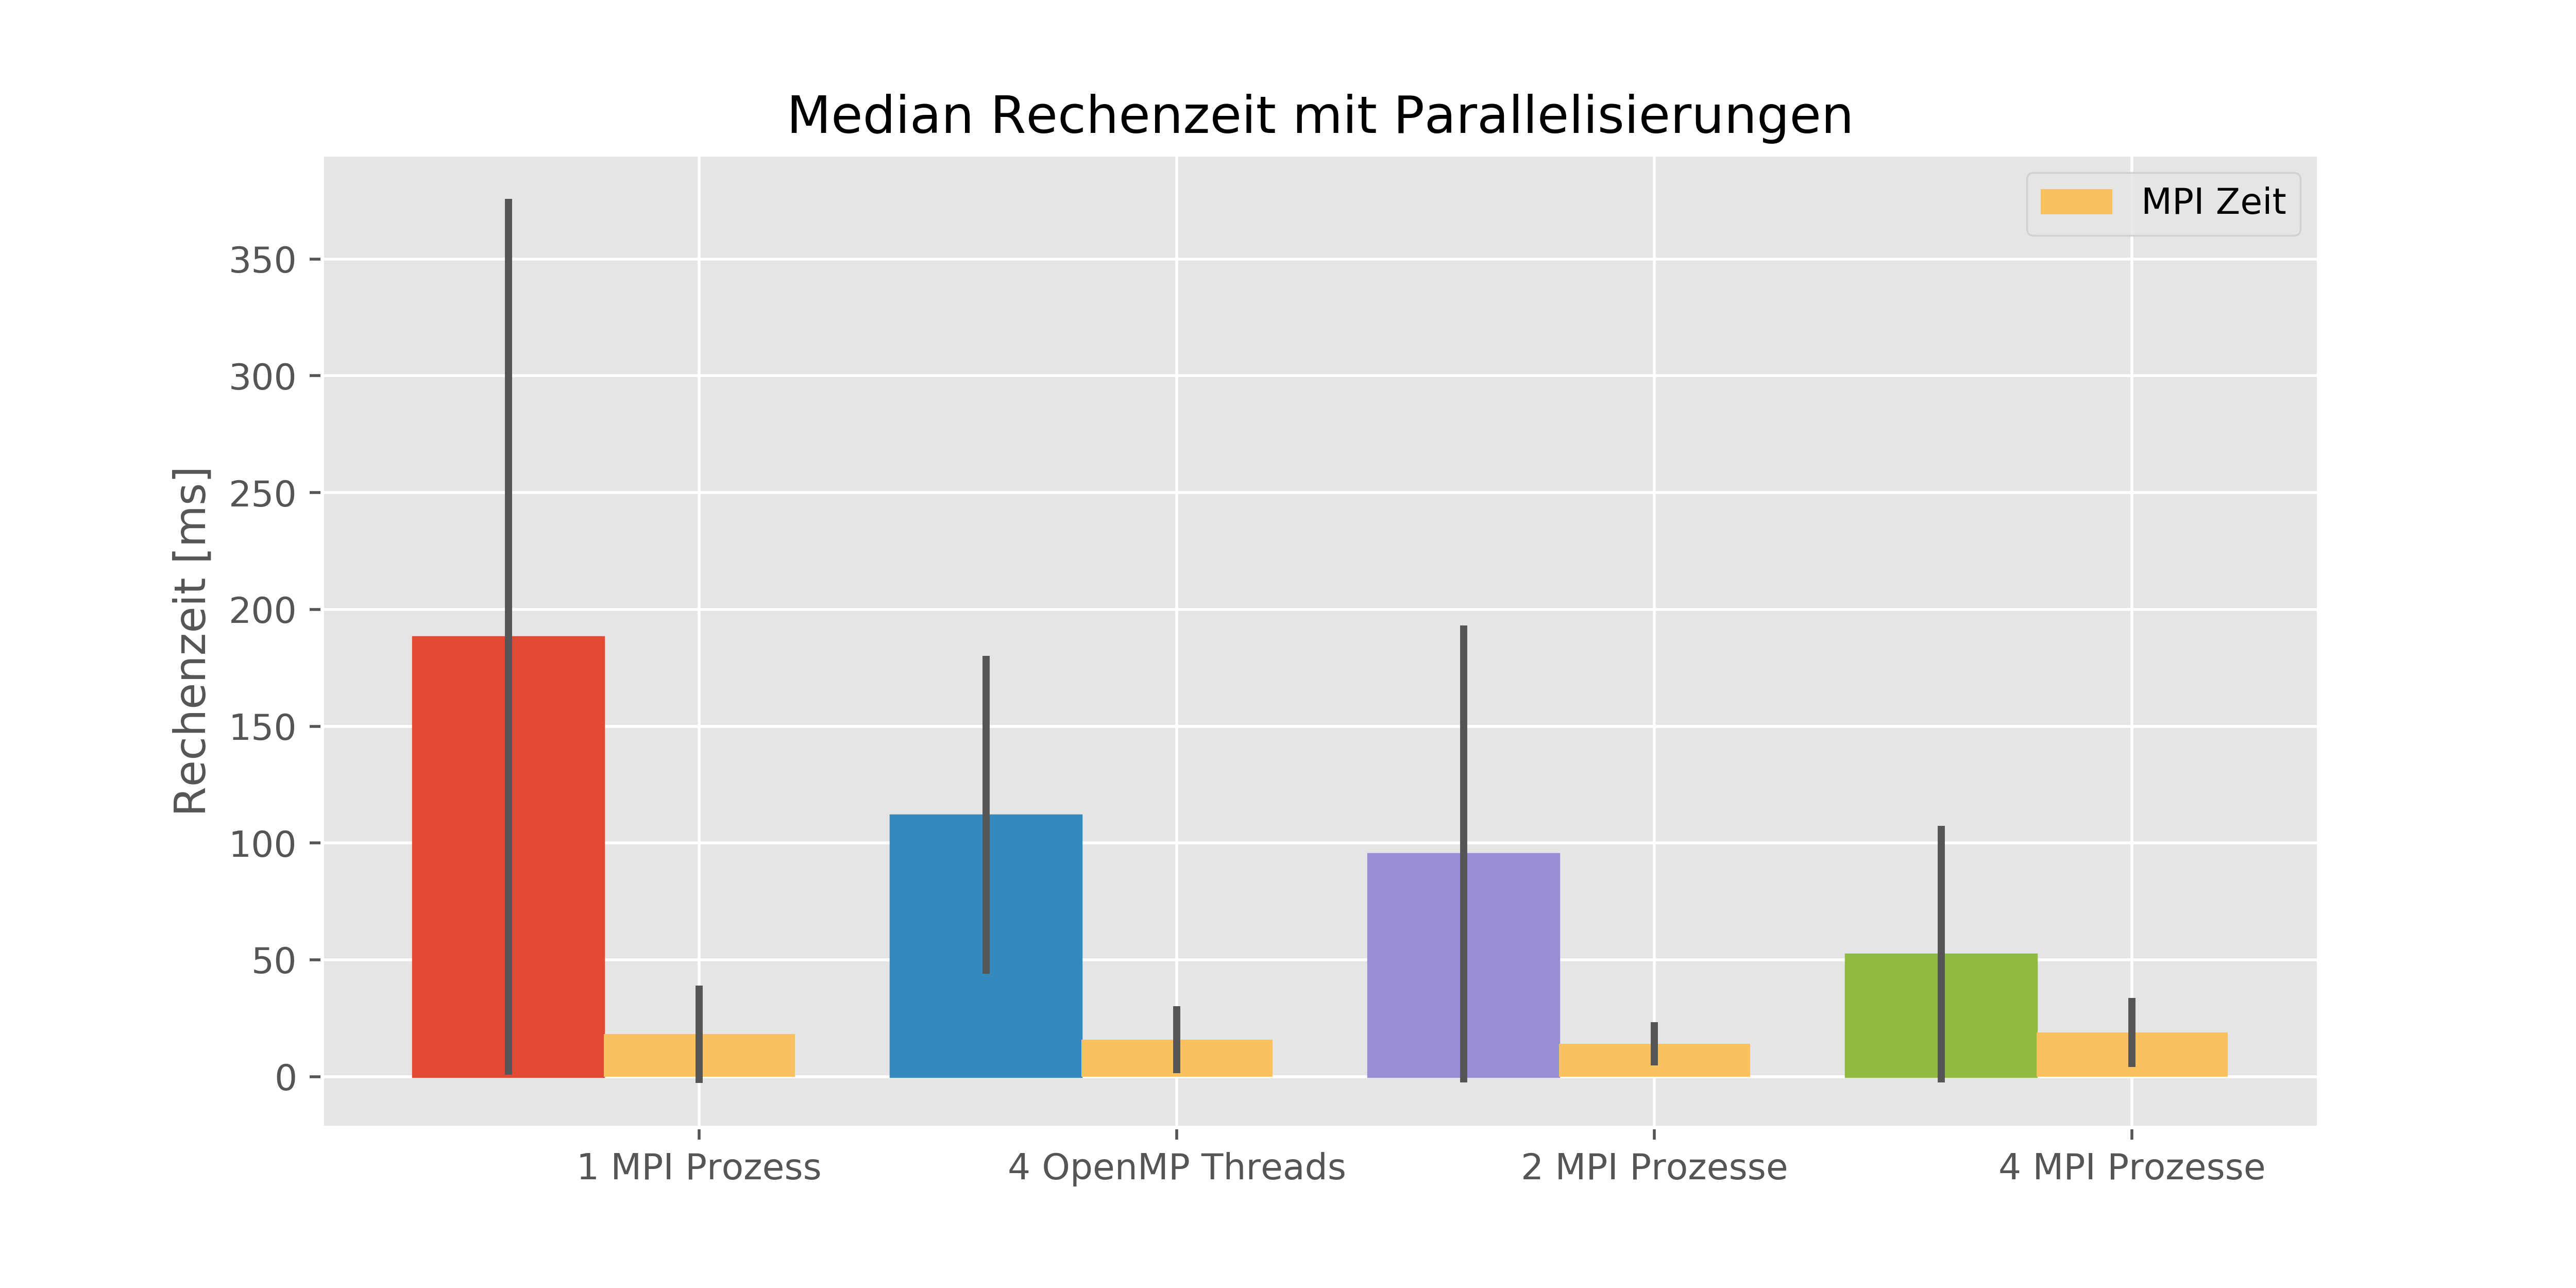 Median Rechenzeit mit Parallelisierungen
MPI Zeit
Rechenzeit [ms]
350
300
250
200
150
100
50
0
1 MPI Prozess
4 OpenMP Threads
2 MPI Prozesse
4 MPI Prozesse